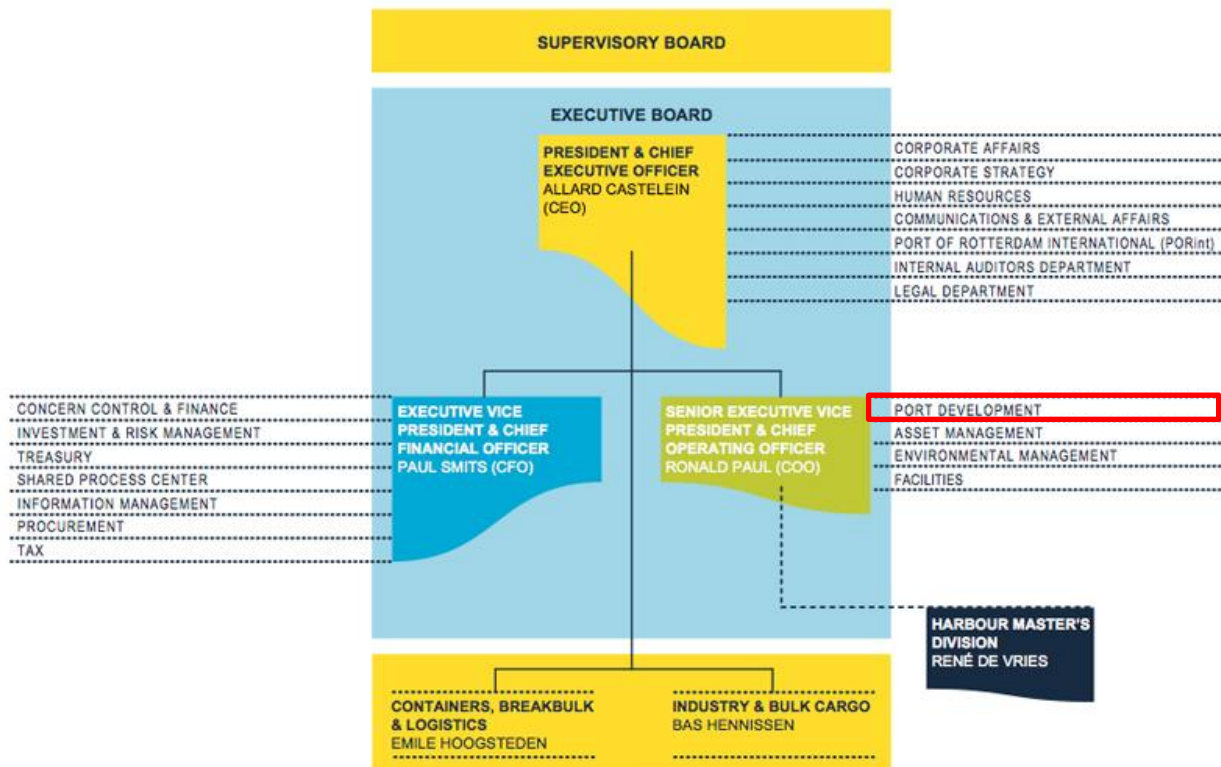 SUPERVISORY BOARD
EXECUTIVE BOARD
PRESIDENT & CHIEF
EXECUTIVE OFFICER
ALLARD CASTELEIN
(CEO)
CORPORATE AFFAIRS
CORPORATE STRATEGY
HUMAN RESOURCES
COMMUNICATIONS & EXTERNAL AFFAIRS
PORT OF ROTTERDAM INTERNATIONAL (PORint)
INTERNAL AUDITORS DEPARTMENT
LEGAL DEPARTMENT
CONCERN CONTROL & FINANCE
INVESTMENT & RISK MANAGEMENT
TREASURY
SHARED PROCESS CENTER
INFORMATION MANAGEMENT
PROCUREMENT
TAX
EXECUTIVE VICE
PRESIDENT & CHIEF
FINANCIAL OFFICER
PAUL SMITS (CFO)
SENIOR EXECUTIVE VICE
PRESIDENT & CHIEF
OPERATING OFFICER
RONALD PAUL (COO)
PORT DEVELOPMENT
ASSET MANAGEMENT
ENVIRONMENTAL MANAGEMENT
FACILITIES
HARBOUR MASTER'S
DIVISION
RENÉ DE VRIES
CONTAINERS, BREAKBULK
& LOGISTICS
EMILE HOOGSTEDEN
INDUSTRY & BULK CARGO
BAS HENNISSEN